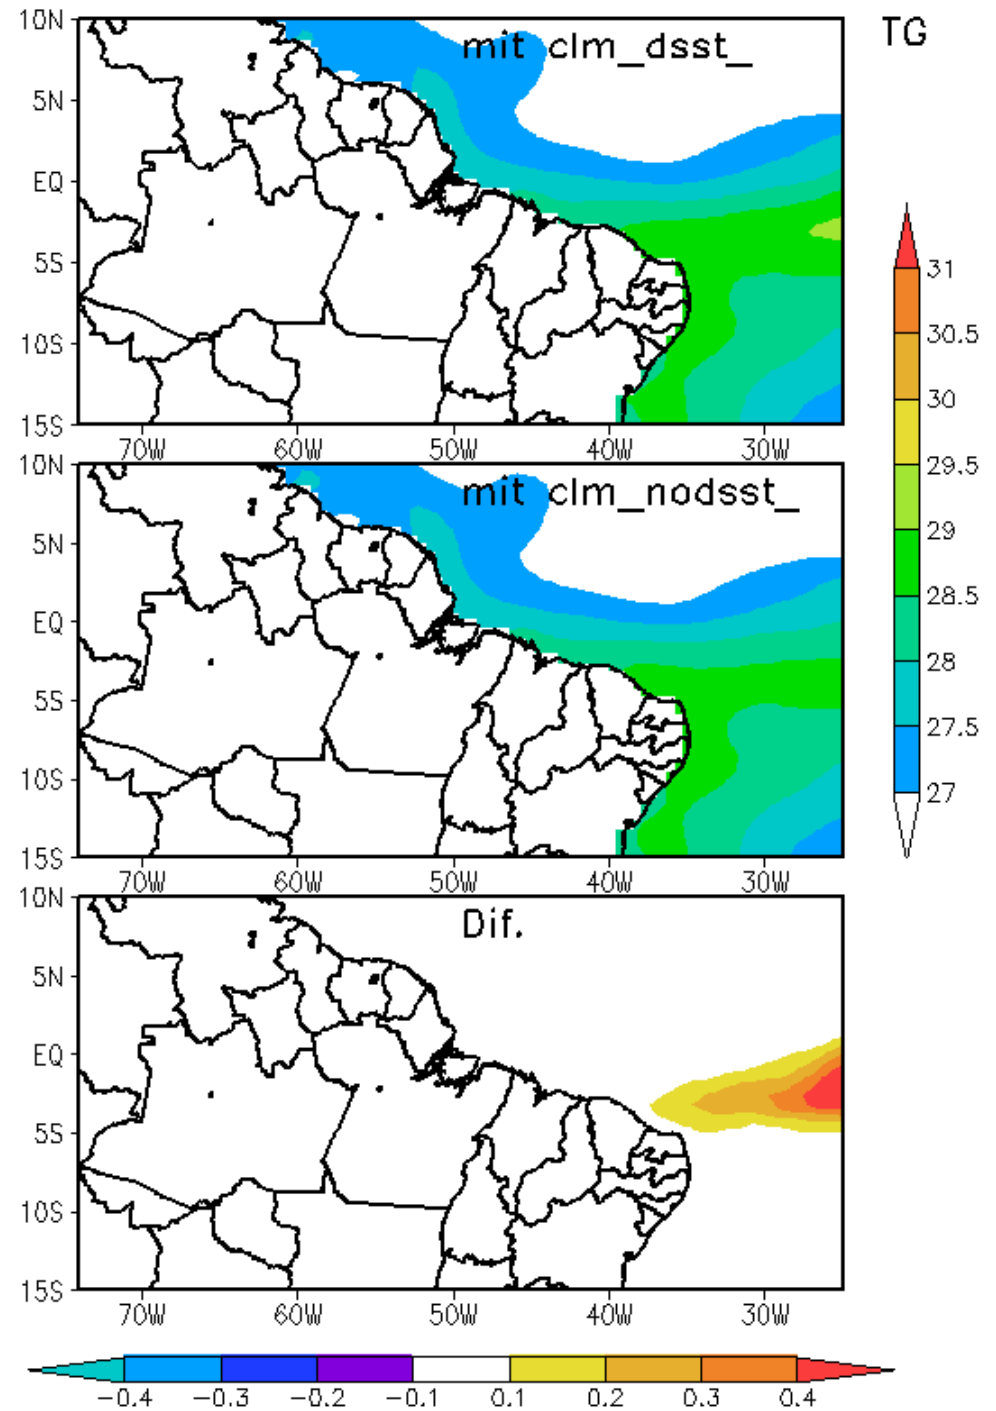 TG
mit clm_dsst_
10N
5N
EQ
5S
10S
15S
70W 60W 50W 40W 30W
mit clm_nodsst_
10N
5N
EQ
5S
10S
15S
70W 60W 50W 40W 30W
Dif.
10N
5N
EQ
5S
10S
15S
70W 60W 50W 40W 30W
31
30.5
30
29.5
29
28.5
28
27.5
27
−0.4 −0.3 −0.2 −0.1 0.1 0.2 0.3 0.4